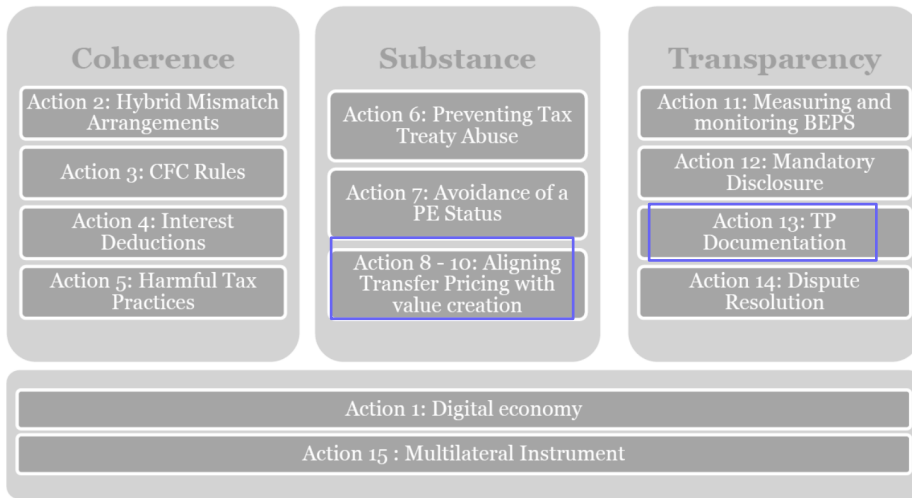 Coherence
Action 2: Hybrid Mismatch
Arrangements
Action 3: CFC Rules
Action 4: Interest
Deductions
Action 5: Harmful Tax
Practices
Substance
Action 6: Preventing Tax
Treaty Abuse
Action 7: Avoidance of a
PE Status
Action 8 - 10: Aligning
Transfer Pricing with
value creation
Transparency
Action 11: Measuring and
monitoring BEPS
Action 12: Mandatory
Disclosure
Action 13: TP
Documentation
Action 14: Dispute
Resolution
Action 1: Digital economy
Action 15 : Multilateral Instrument